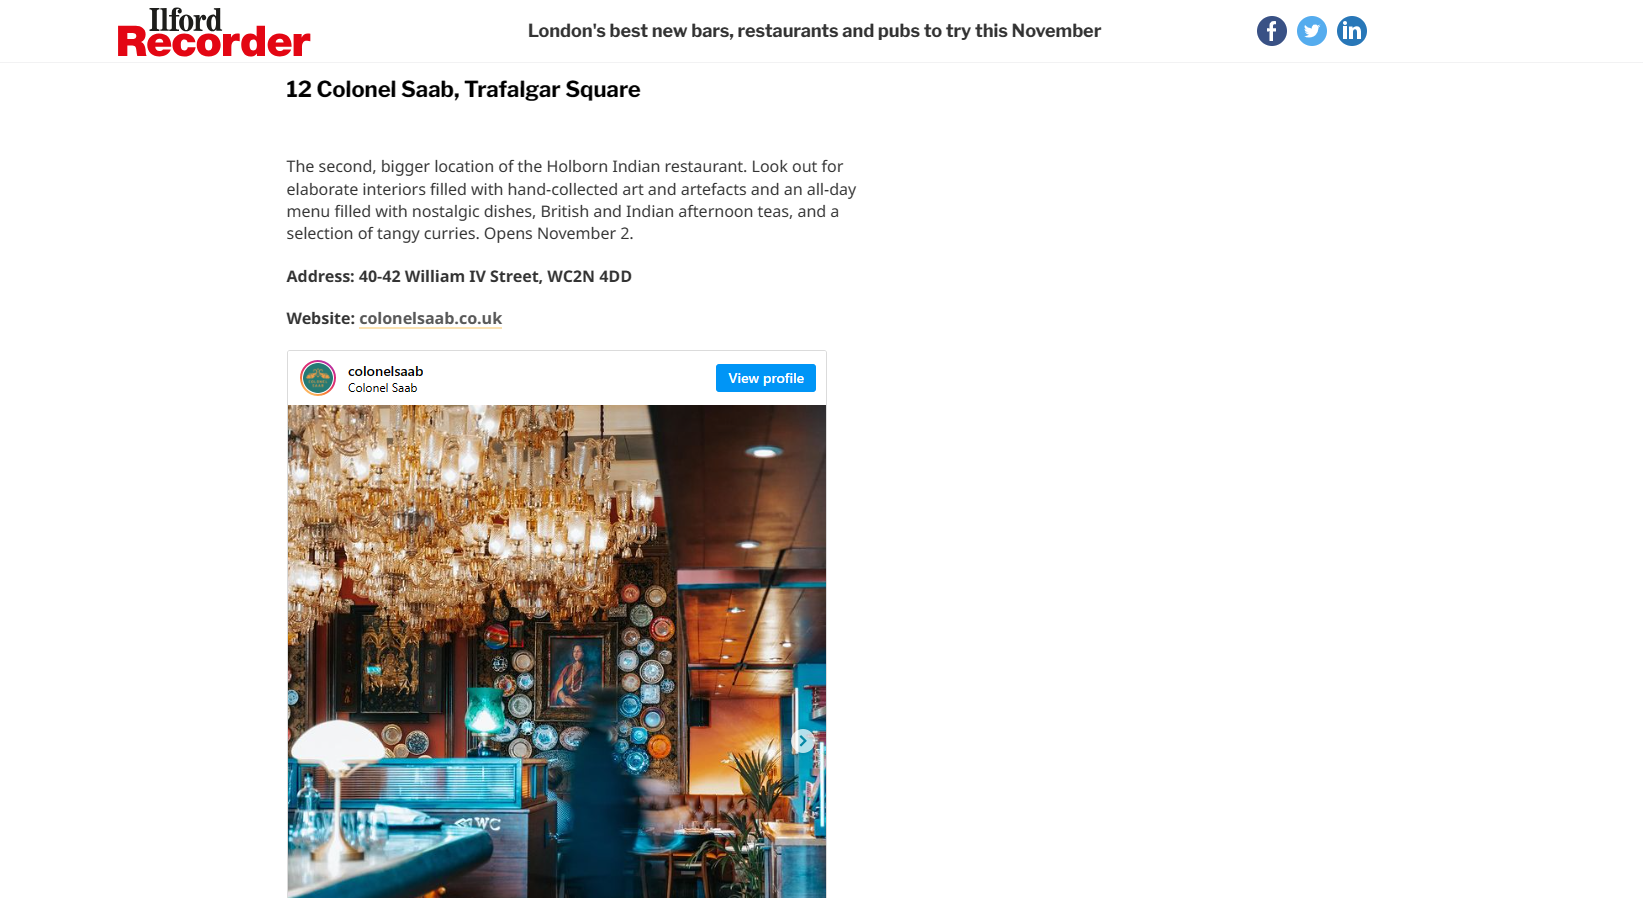 Ilford
Recorder
London's best new bars, restaurants and pubs to try this November
12 Colonel Saab, Trafalgar Square
The second, bigger location of the Holborn Indian restaurant. Look out for
elaborate interiors filled with hand-collected art and artefacts and an all-day
menu filled with nostalgic dishes, British and Indian afternoon teas, and a
selection of tangy curries. Opens November 2.
Address: 40-42 William IV Street, WC2N 4DD
Website: colonelsaab.co.uk
colonelsaab
Colonel Saab
View profile
WC